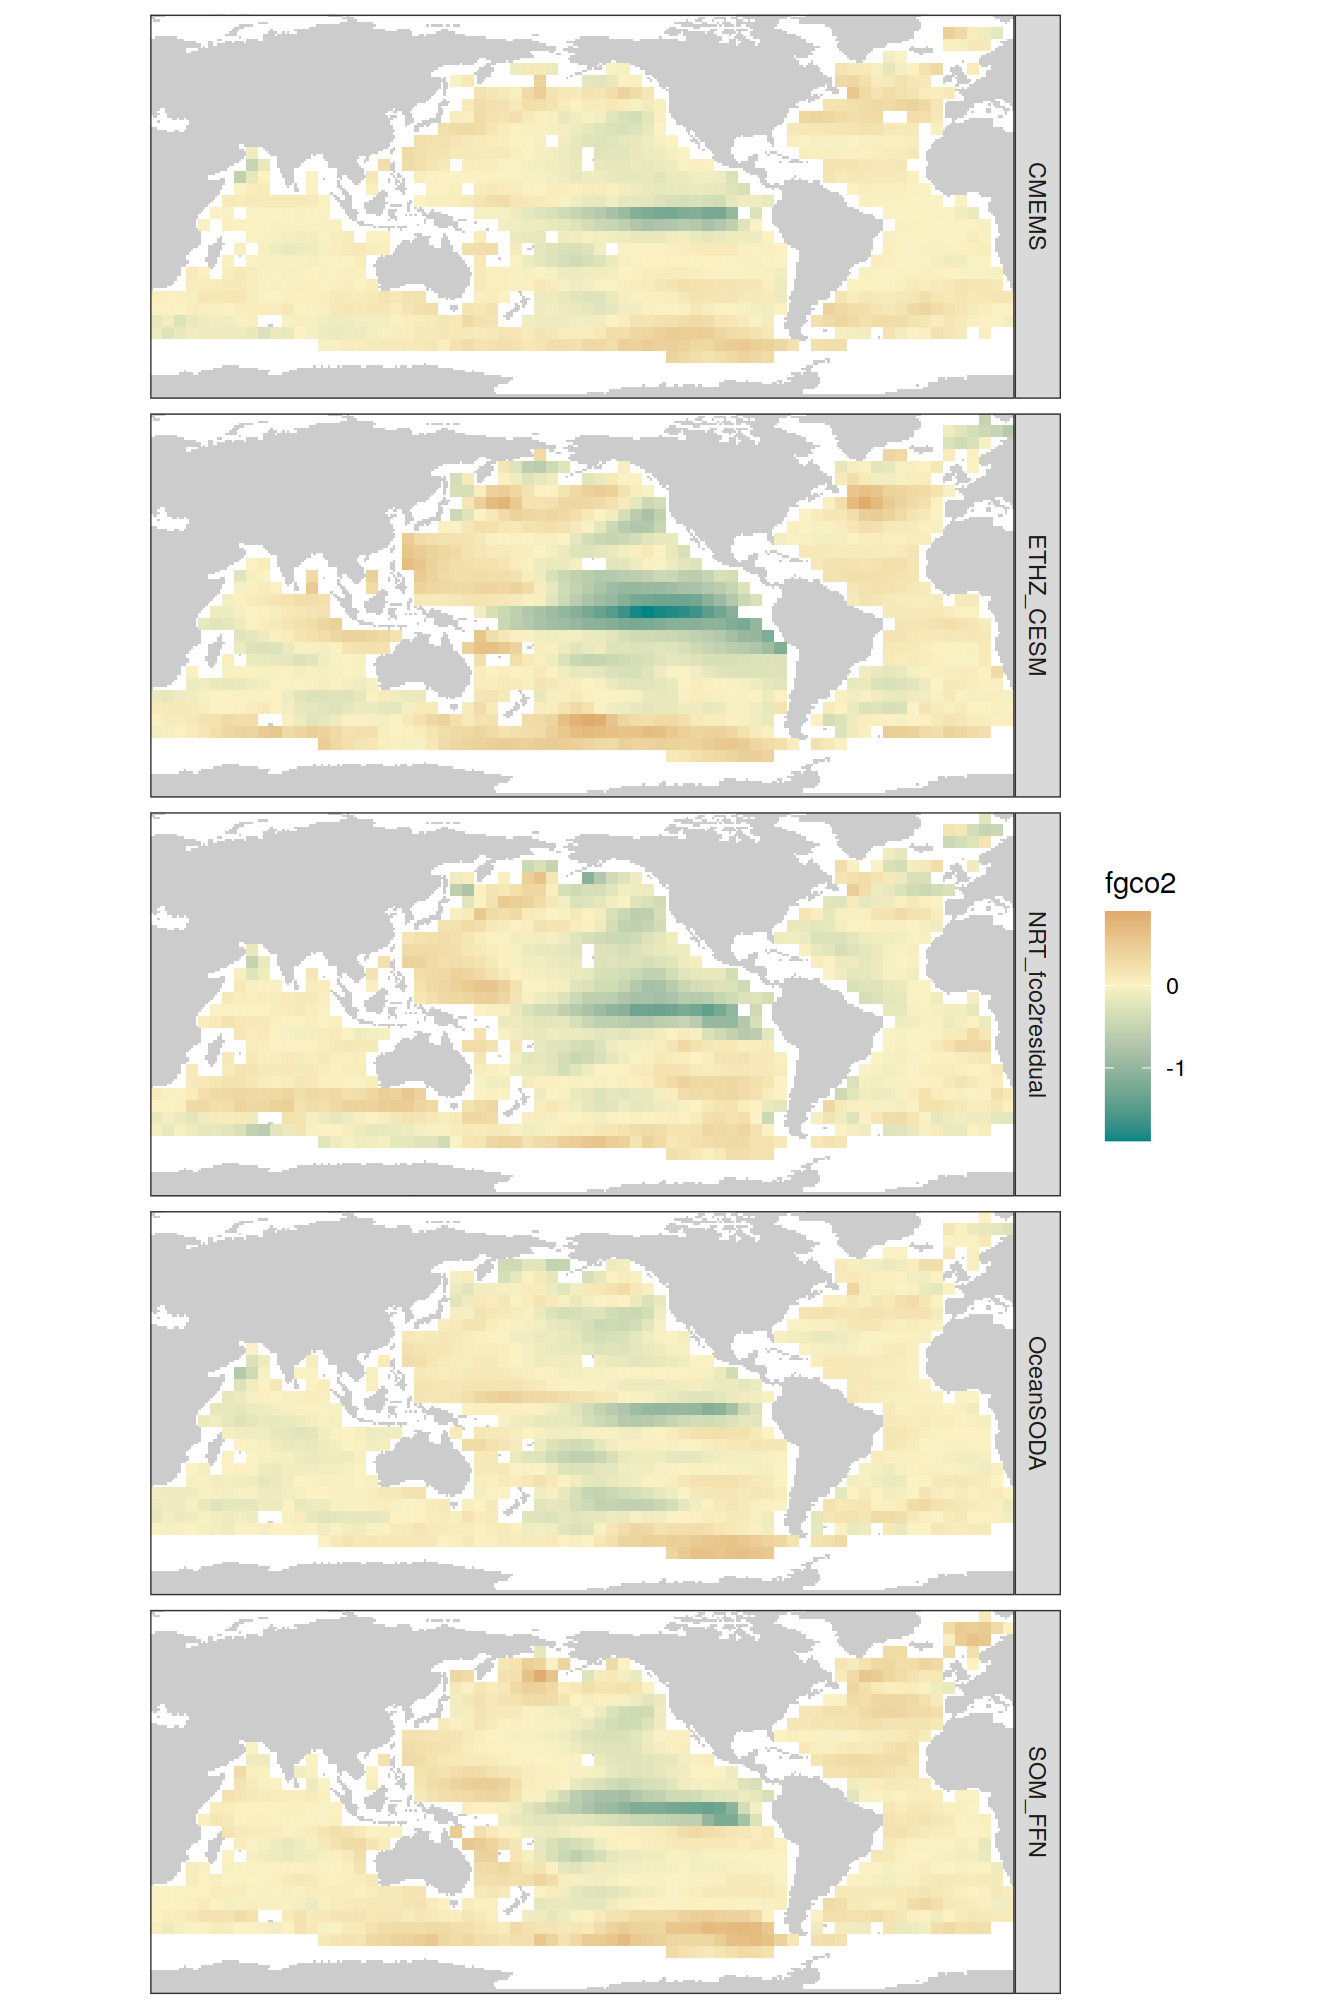 CMEMS
ETHZ_CESM
NRT_fco2residual
OceanSODA
SOM_FFN
fgco2
0
-1